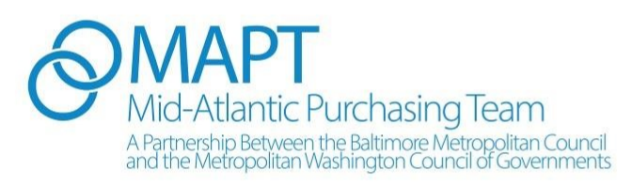 MAPT
Mid-Atlantic Purchasing Team
A Partnership Between the Baltimore Metropolitan Council
and the Metropolitan Washington Council of Governments